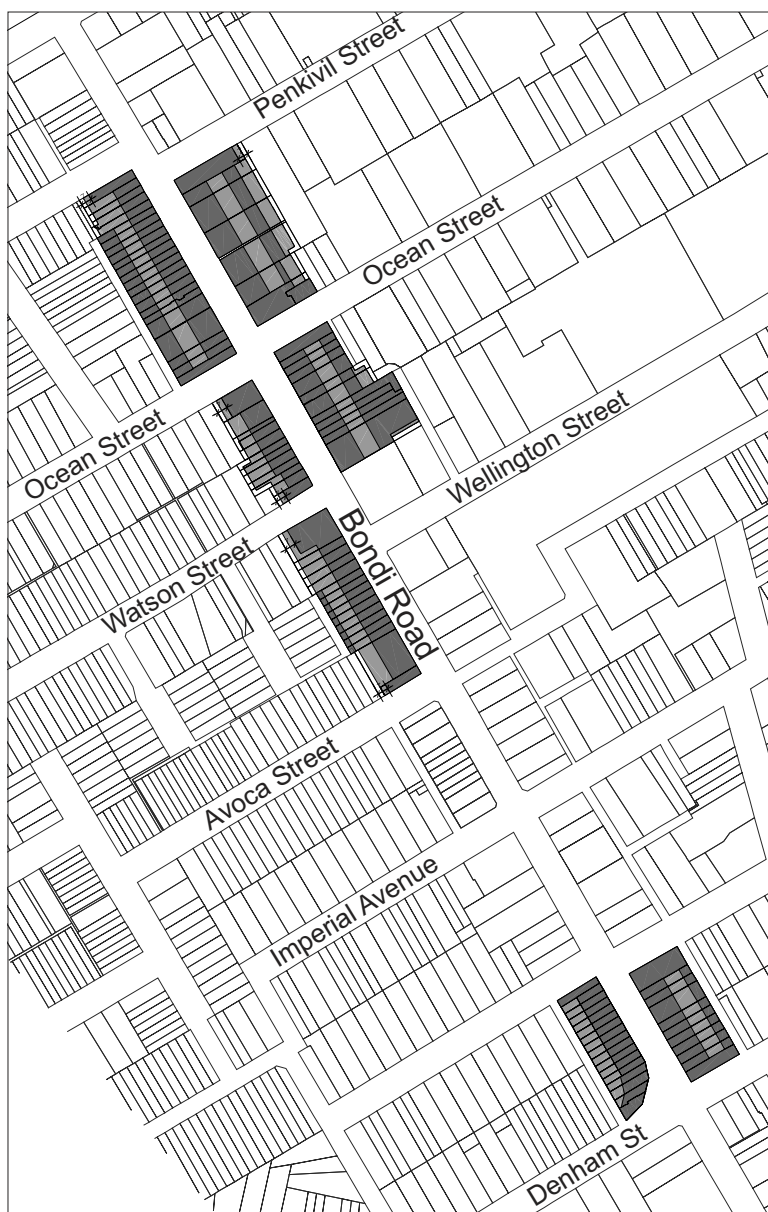 Penkivil Street
Ocean Street
Ocean Street
Wellington Street
Bondi Road
Watson Street
Avoca Street
Imperial Avenue
Denham St